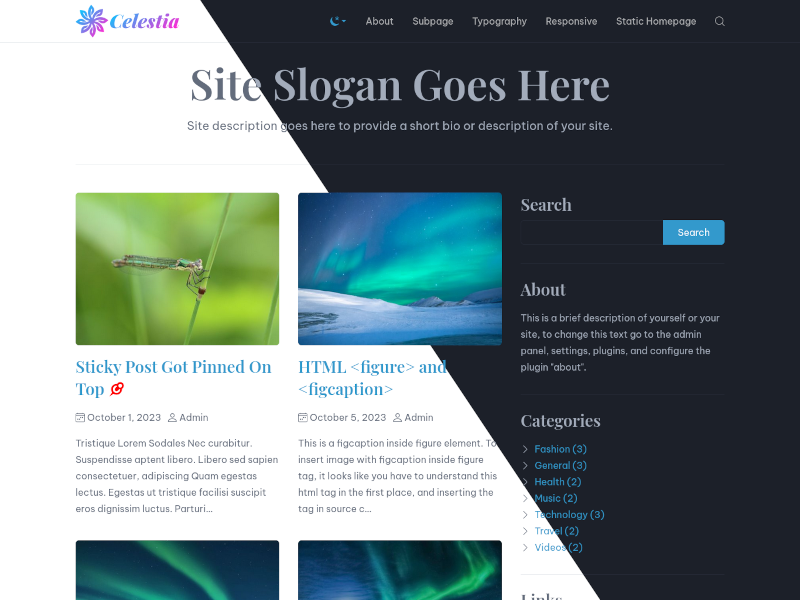 Celestia
About
Subpage
Typography
Responsive
Static Homepage
Site Slogan Goes Here
Site description goes here to provide a short bio or description of your site.
Sticky Post Got Pinned On
Top
October 1, 2023 Admin
Tristique Lorem Sodales Nec curabitur.
Suspendisse aptent libero. Libero sed sapien
consectetuer, adipiscing Quam egestas
lectus. Egestas ut tristique facilisi suscipit
eros dignissim luctus. Parturi...
HTML <figure> and
<figcaption>
October 5, 2023 Admin
This is a figcaption inside figure element. To
insert image with figcaption inside figure
tag, it looks like you have to understand this
html tag in the first place, and inserting the
tag in source c...
Search
Search
About
This is a brief description of yourself or your
site, to change this text go to the admin
panel, settings, plugins, and configure the
plugin "about".
Categories
Fashion (3)
General (3)
Health (2)
Music (2)
Technology (3)
Travel (2)
Videos (2)
Links